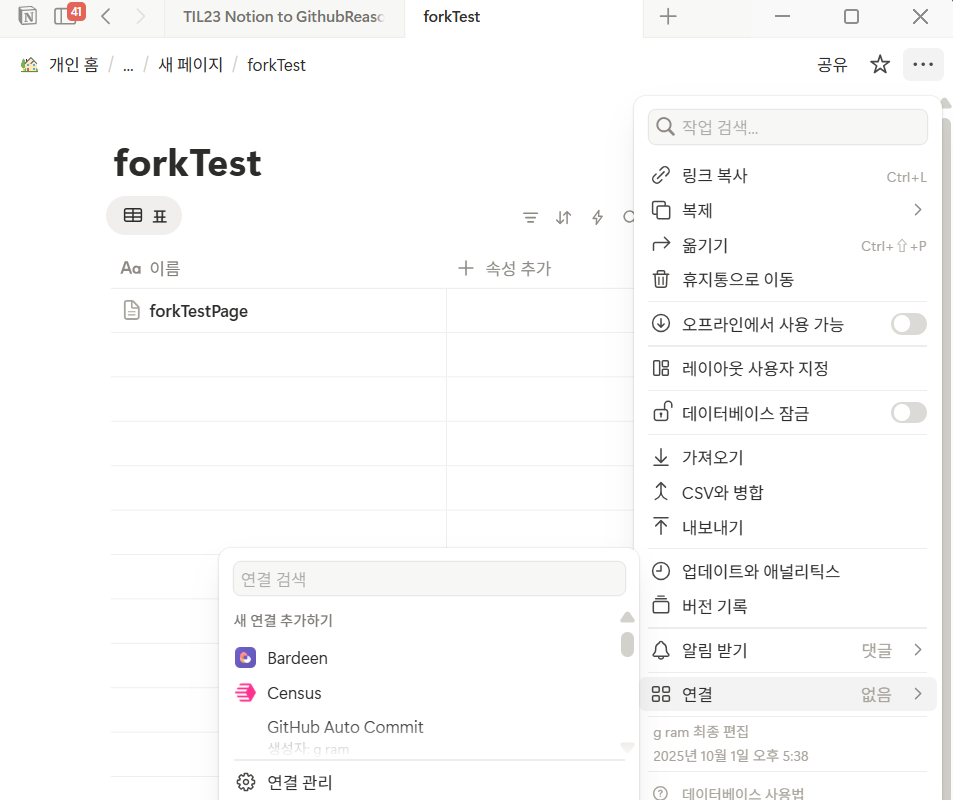 41
TIL23 Notion to GithubReaso
forkTest
개인 홈 / ... / 새 페이지 / forkTest
공유
forkTest
표
Aa 이름
속성 추가
forkTestPage
작업 검색...
링크 복사 Ctrl+L
복제
옮기기 Ctrl+⇧+P
휴지통으로 이동
오프라인에서 사용 가능
레이아웃 사용자 지정
데이터베이스 잠금
가져오기
CSV와 병합
내보내기
업데이트와 애널리틱스
버전 기록
알림 받기 댓글
연결 없음
g ram 최종 편집
2025년 10월 1일 오후 5:38
데이터베이스 사용법
연결 검색
새 연결 추가하기
Bardeen
Census
GitHub Auto Commit
생성자: g ram
연결 관리